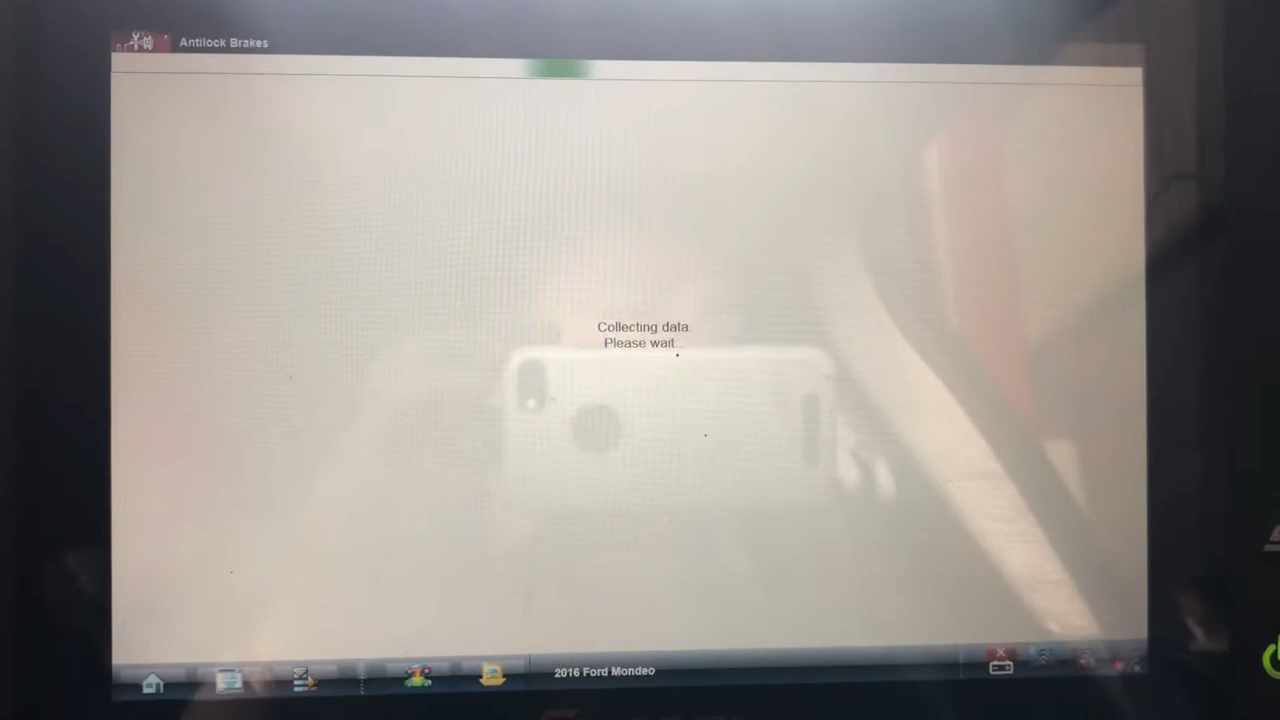 Antilock Brakes
Collecting data.
Please wait...
2016 Ford Mondeo